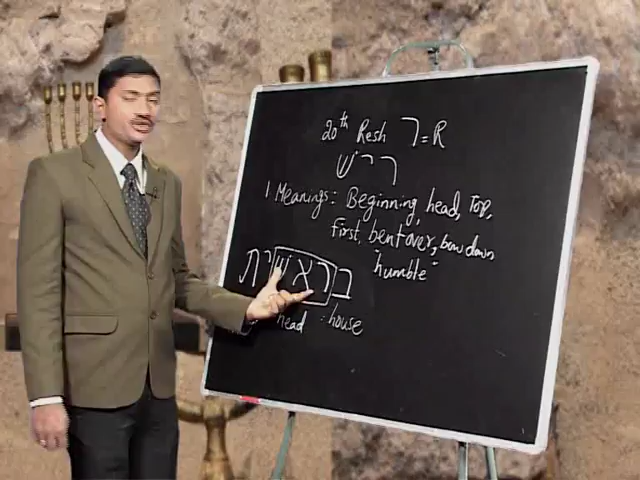 20th Resh ר = R
ריש
1 Meanings: Beginning, head, Top,
first, bent over, bow down
"humble"
בראשית
head = house